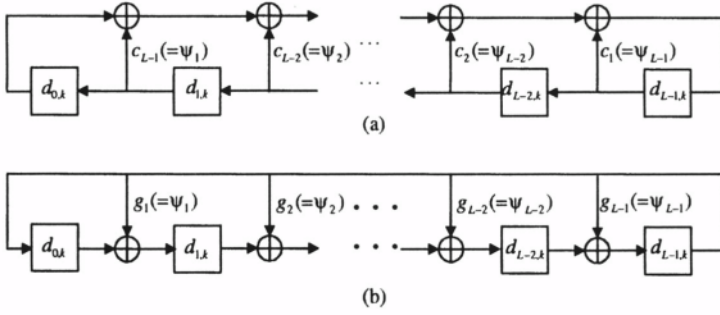 c_{L-1}(=ψ_1) c_{L-2}(=ψ_2) ... c_2(=ψ_{L-2}) c_1(=ψ_{L-1})
...
d_{0,k} d_{1,k} d_{L-2,k} d_{L-1,k}
(a)
g_1(=ψ_1) g_2(=ψ_2) • • • g_{L-2}(=ψ_{L-2}) g_{L-1}(=ψ_{L-1})
d_{0,k} d_{1,k} • • • d_{L-2,k} d_{L-1,k}
(b)